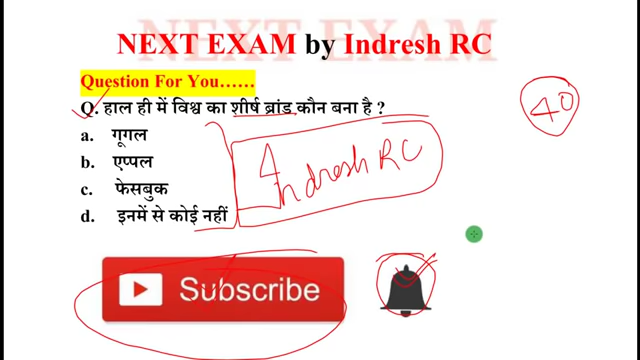 NEXT EXAM
NEXT EXAM by Indresh RC
Question For You……
Q. हाल ही में विश्व का शीर्ष ब्रांड कौन बना है ?
40
a. गूगल
b. एप्पल
Indresh RC
c. फेसबुक
d. इनमें से कोई नहीं
Subscribe